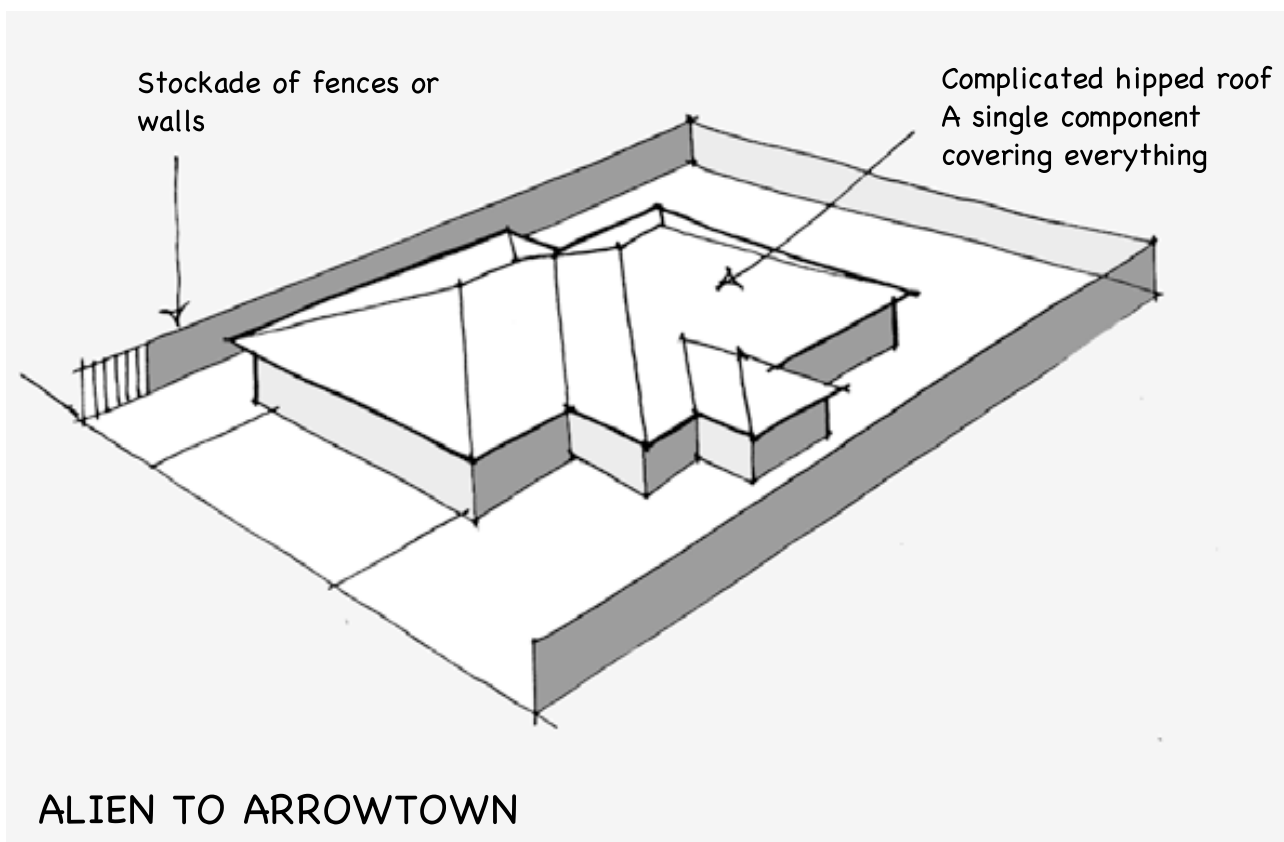 Stockade of fences or
walls
Complicated hipped roof
A single component
covering everything
ALIEN TO ARROWTOWN